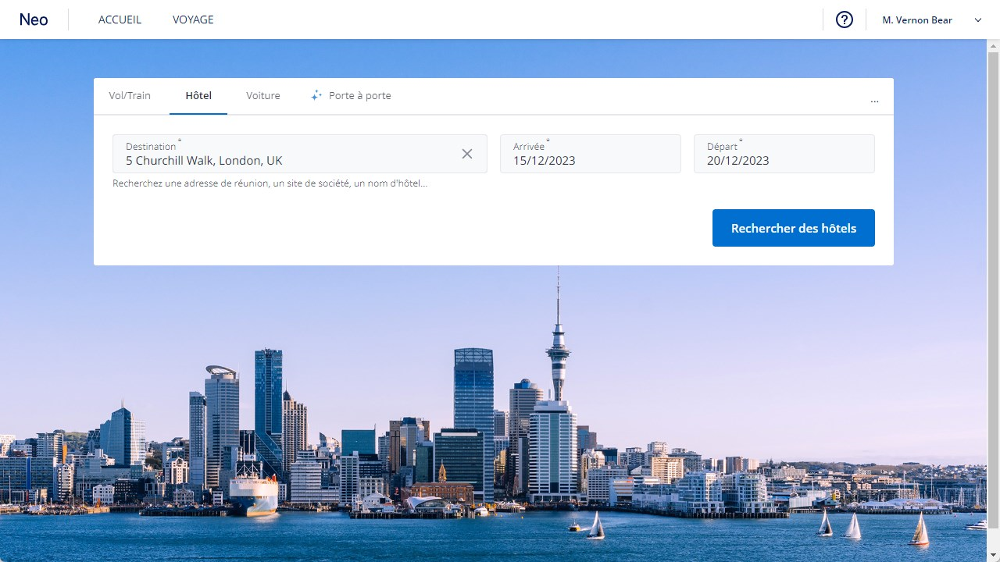 Neo
ACCUEIL
VOYAGE
M. Vernon Bear
Vol/Train
Hôtel
Voiture
Porte à porte
...
Destination *
5 Churchill Walk, London, UK
Arrivée *
15/12/2023
Départ *
20/12/2023
Recherchez une adresse de réunion, un site de société, un nom d'hôtel...
Rechercher des hôtels